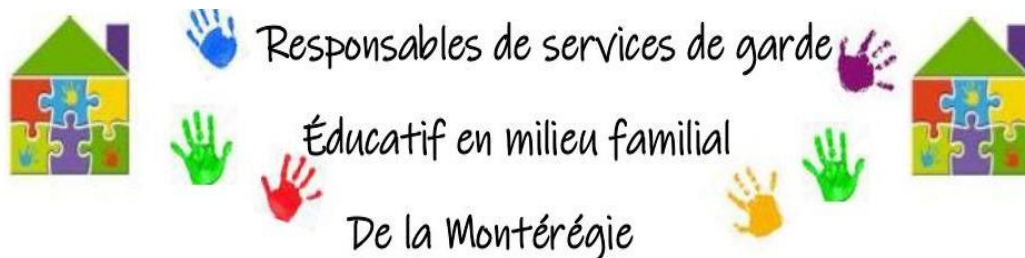 Responsables de services de garde
Éducatif en milieu familial
De la Montérégie